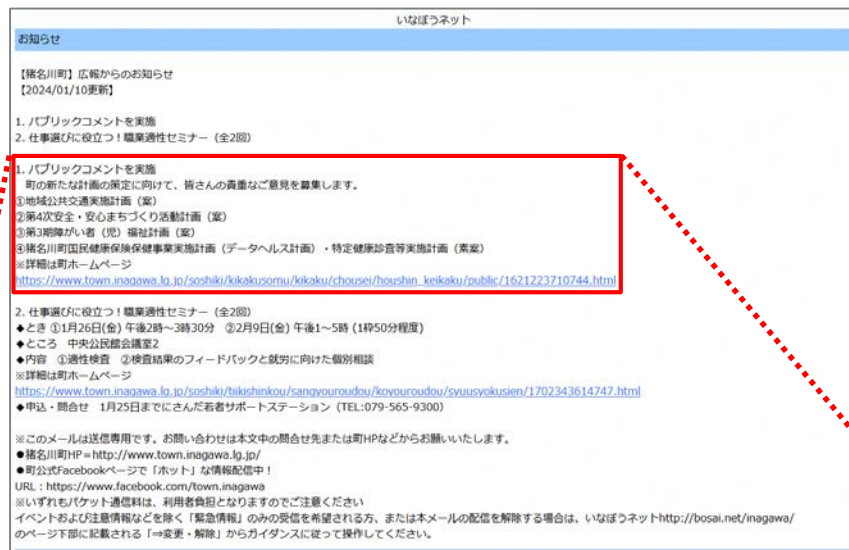 いなぼうネット
お知らせ
【猪名川町】広報からのお知らせ
【2024/01/10更新】
1. パブリックコメントを実施
2. 仕事選びに役立つ！職業適性セミナー（全2回）
1. パブリックコメントを実施
町の新たな計画の策定に向けて、皆さんの貴重なご意見を募集します。
①地域公共交通実施計画（案）
②第4次安全・安心まちづくり活動計画（案）
③第3期障がい者（児）福祉計画（案）
④猪名川町国民健康保険保健事業実施計画（データヘルス計画）・特定健康診査等実施計画（素案）
※詳細は町ホームページ
https://www.town.inagawa.lg.jp/soshiki/kikakusomu/kikaku/chousei/houshin_keikaku/public/1621223710744.html
2. 仕事選びに役立つ！職業適性セミナー（全2回）
◆とき ①1月26日(金) 午後2時～3時30分　②2月9日(金) 午後1～5時 (1枠50分程度)
◆ところ　中央公民館会議室2
◆内容　①適性検査　②検査結果のフィードバックと就労に向けた個別相談
※詳細は町ホームページ
https://www.town.inagawa.lg.jp/soshiki/tiikishinkou/sangyouroudou/koyouroudou/syuusyokusien/1702343614747.html
◆申込・問合せ　1月25日までにさんだ若者サポートステーション（TEL:079-565-9300）
※このメールは送信専用です。お問い合わせは本文中の問合せ先または町HPなどからお願いいたします。
●猪名川町HP＝http://www.town.inagawa.lg.jp/
●町公式Facebookページで「ホット」な情報配信中！
URL：https://www.facebook.com/town.inagawa
※いずれもパケット通信料は、利用者負担となりますのでご注意ください
イベントおよび注意情報などを除く「緊急情報」のみの受信を希望される方、または本メールの配信を解除する場合は、いなぼうネットhttp://bosai.net/inagawa/
のページ下部に記載される「⇒変更・解除」からガイダンスに従って操作してください。